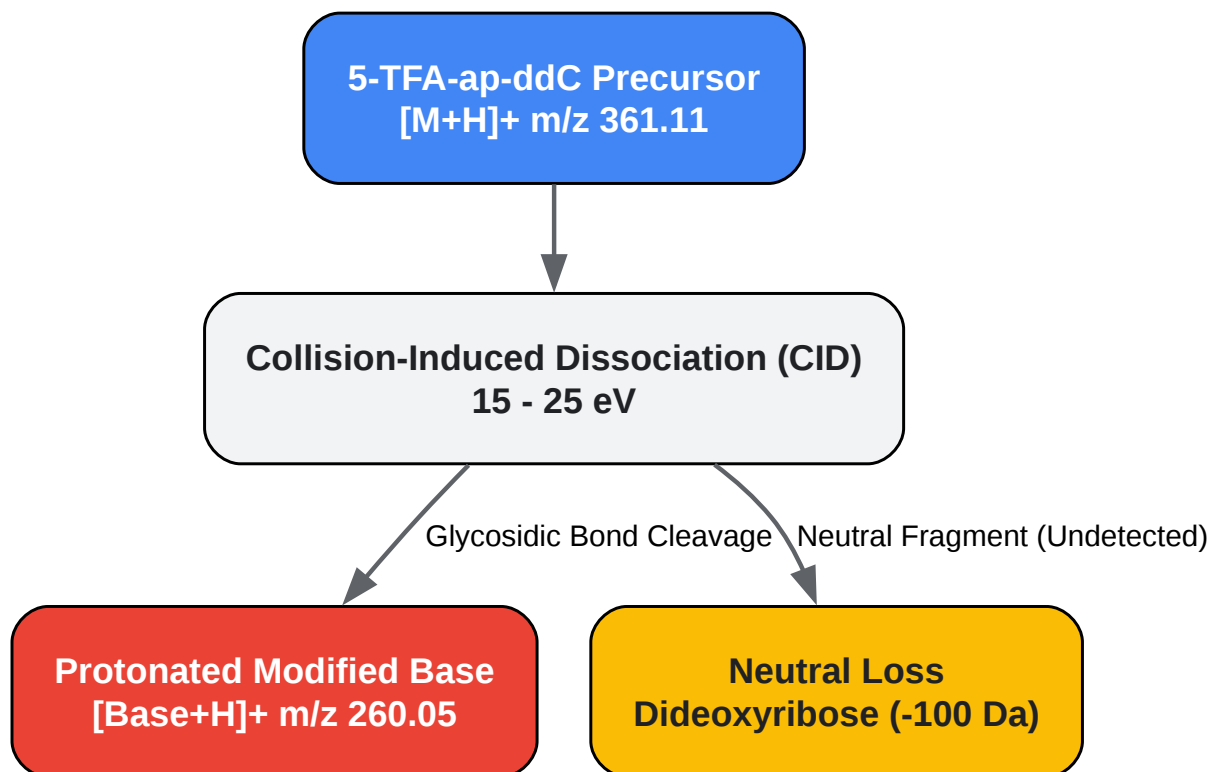 5-TFA-ap-ddC Precursor
[M+H]+ m/z 361.11
Collision-Induced Dissociation (CID)
15 - 25 eV
Glycosidic Bond Cleavage
Neutral Fragment (Undetected)
Protonated Modified Base
[Base+H]+ m/z 260.05
Neutral Loss
Dideoxyribose (-100 Da)